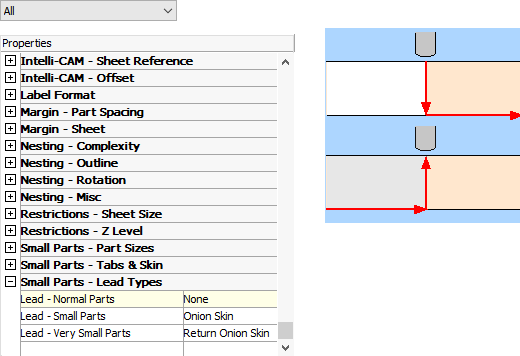 All
Properties
Intelli-CAM - Sheet Reference
Intelli-CAM - Offset
Label Format
Margin - Part Spacing
Margin - Sheet
Nesting - Complexity
Nesting - Outline
Nesting - Rotation
Nesting - Misc
Restrictions - Sheet Size
Restrictions - Z Level
Small Parts - Part Sizes
Small Parts - Tabs & Skin
Small Parts - Lead Types
Lead - Normal Parts None
Lead - Small Parts Onion Skin
Lead - Very Small Parts Return Onion Skin